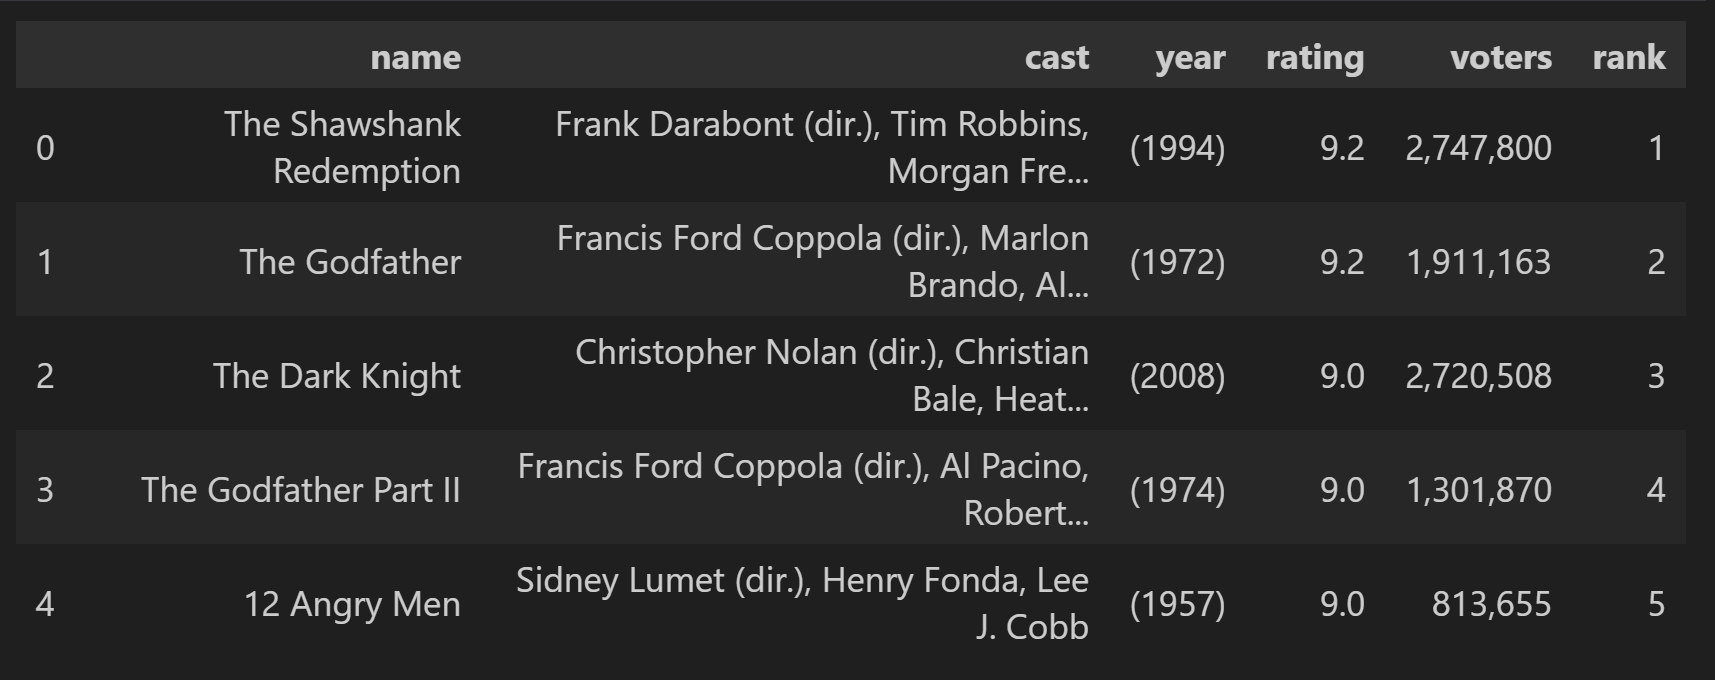 name cast year rating voters rank
0 The Shawshank Redemption Frank Darabont (dir.), Tim Robbins, Morgan Fre... (1994) 9.2 2,747,800 1
1 The Godfather Francis Ford Coppola (dir.), Marlon Brando, Al... (1972) 9.2 1,911,163 2
2 The Dark Knight Christopher Nolan (dir.), Christian Bale, Heat... (2008) 9.0 2,720,508 3
3 The Godfather Part II Francis Ford Coppola (dir.), Al Pacino, Robert... (1974) 9.0 1,301,870 4
4 12 Angry Men Sidney Lumet (dir.), Henry Fonda, Lee J. Cobb (1957) 9.0 813,655 5